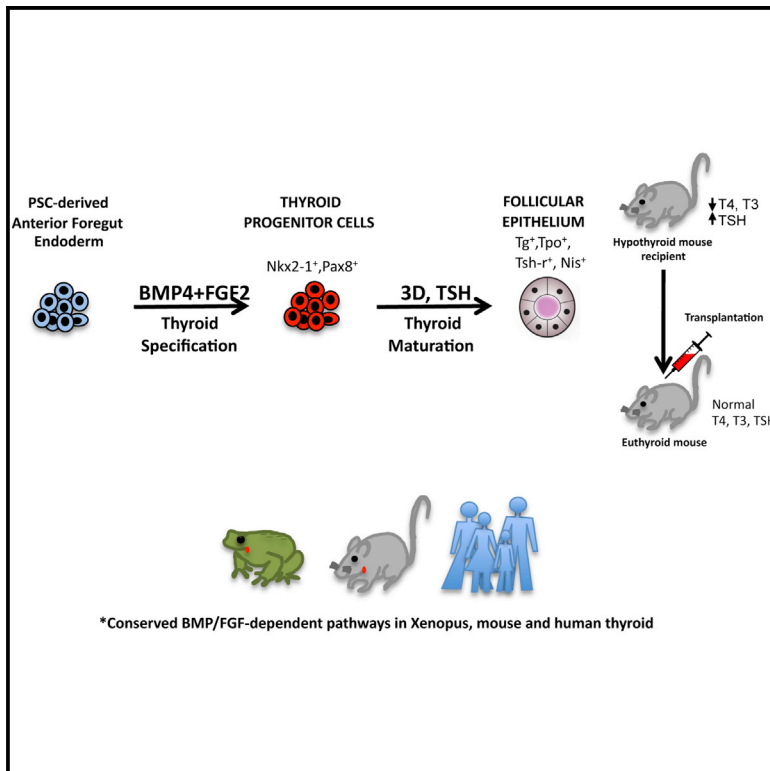 PSC-derived
Anterior Foregut
Endoderm
BMP4+FGF2
Thyroid
Specification
THYROID
PROGENITOR CELLS
Nkx2-1⁺,Pax8⁺
3D, TSH
Thyroid
Maturation
FOLLICULAR
EPITHELIUM
Tg⁺,Tpo⁺,
Tsh-r⁺, Nis⁺
T4, T3
TSH
Hypothyroid mouse
recipient
Transplantation
Normal
T4, T3, TSH
Euthyroid mouse
*Conserved BMP/FGF-dependent pathways in Xenopus, mouse and human thyroid